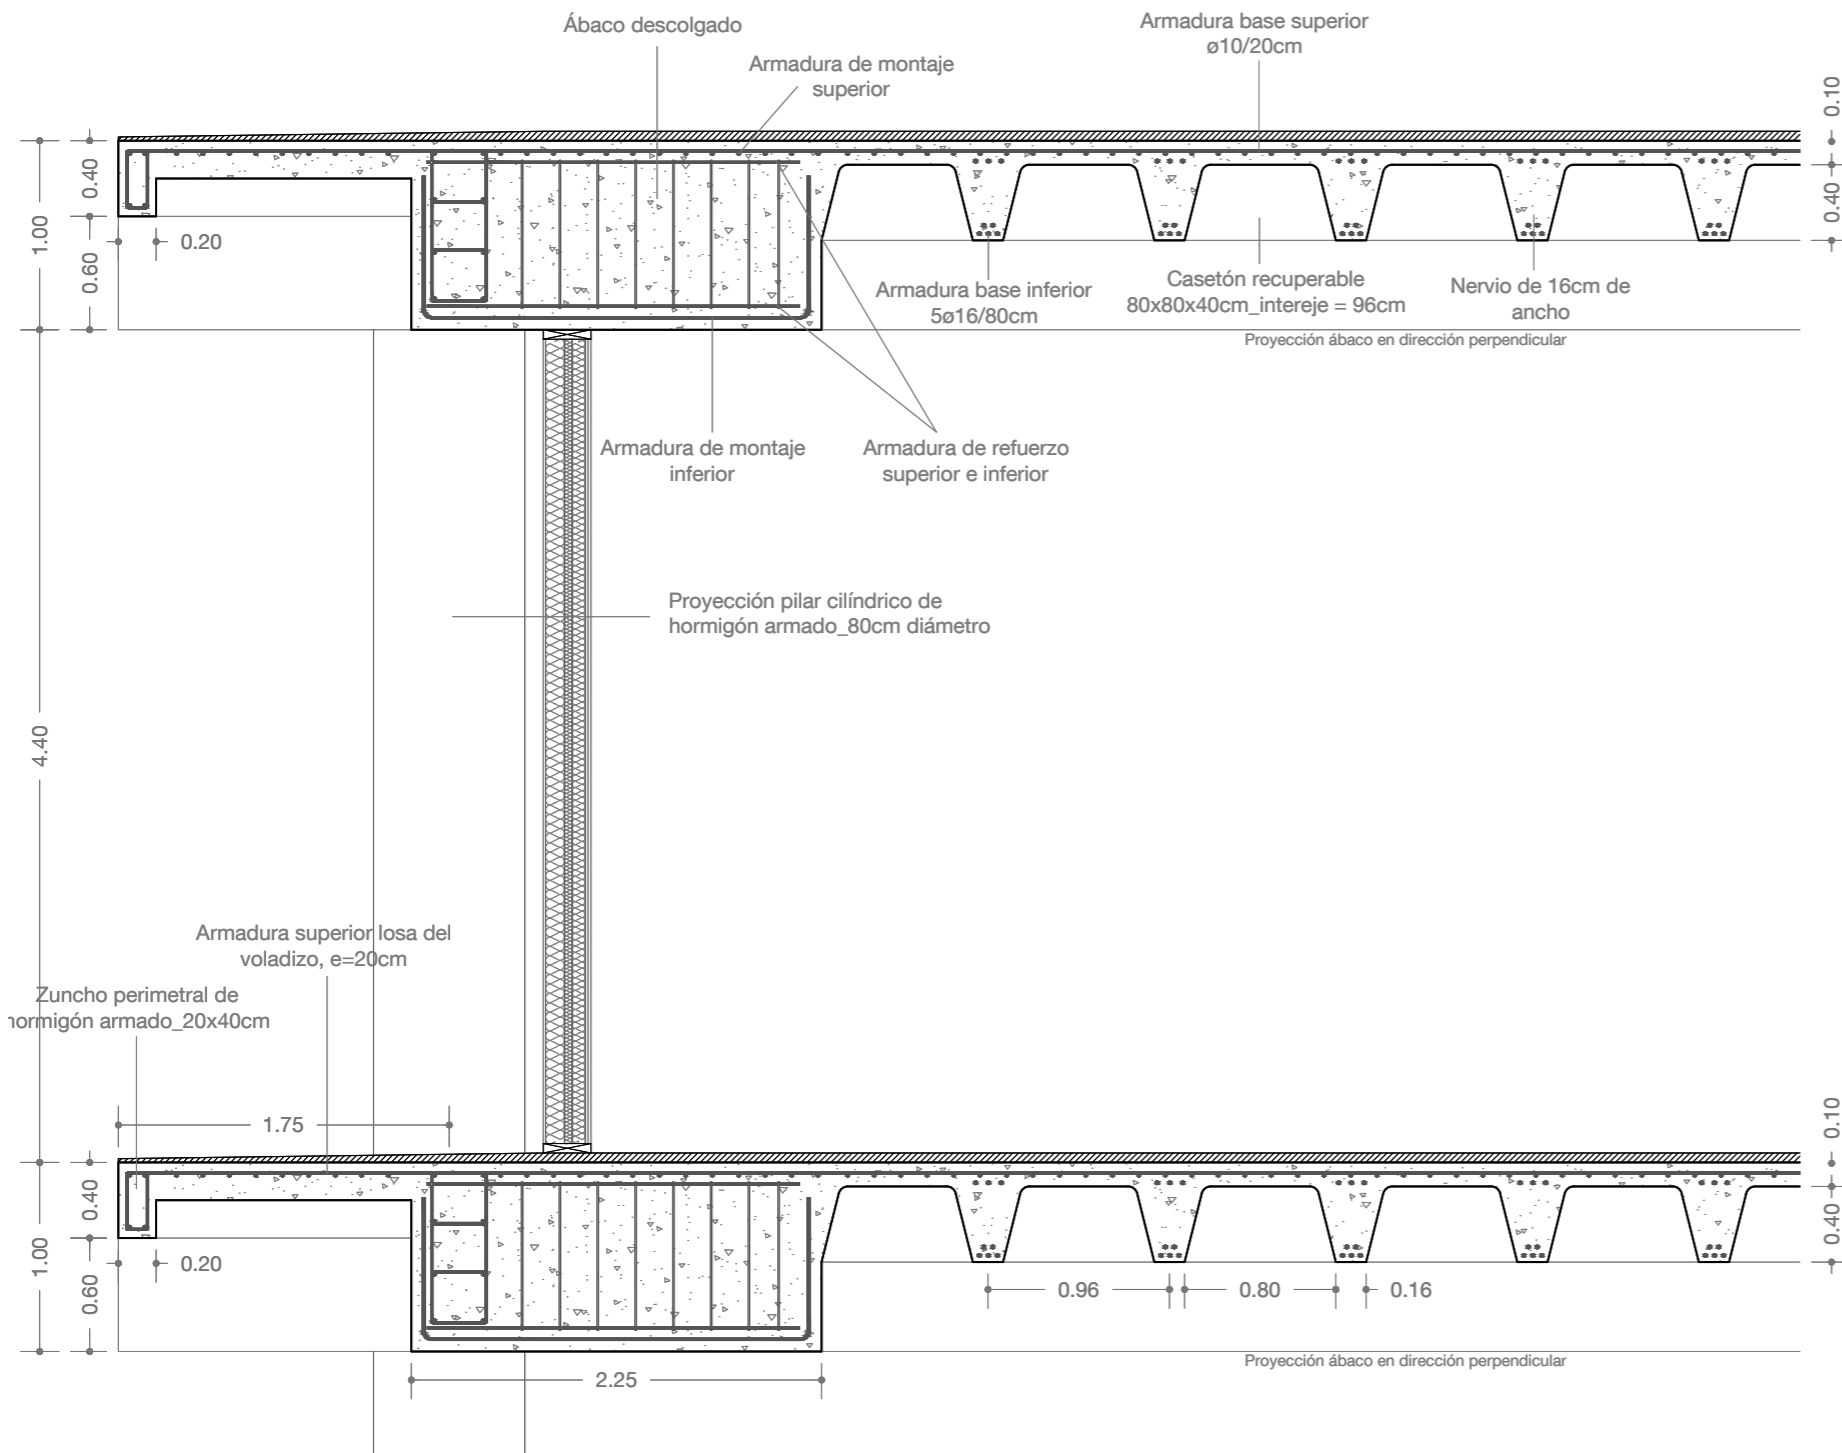 Ábaco descolgado
Armadura base superior
ø10/20cm
Armadura de montaje
superior
0.10
0.40
1.00
0.40
0.20
0.60
Armadura base inferior
5ø16/80cm
Casetón recuperable
80x80x40cm_intereje = 96cm
Nervio de 16cm de
ancho
Proyección ábaco en dirección perpendicular
Armadura de montaje
inferior
Armadura de refuerzo
superior e inferior
Proyección pilar cilíndrico de
hormigón armado_80cm diámetro
4.40
Armadura superior losa del
voladizo, e=20cm
Zuncho perimetral de
hormigón armado_20x40cm
1.75
0.10
0.40
1.00
0.40
0.20
0.60
0.96
0.80
0.16
Proyección ábaco en dirección perpendicular
2.25